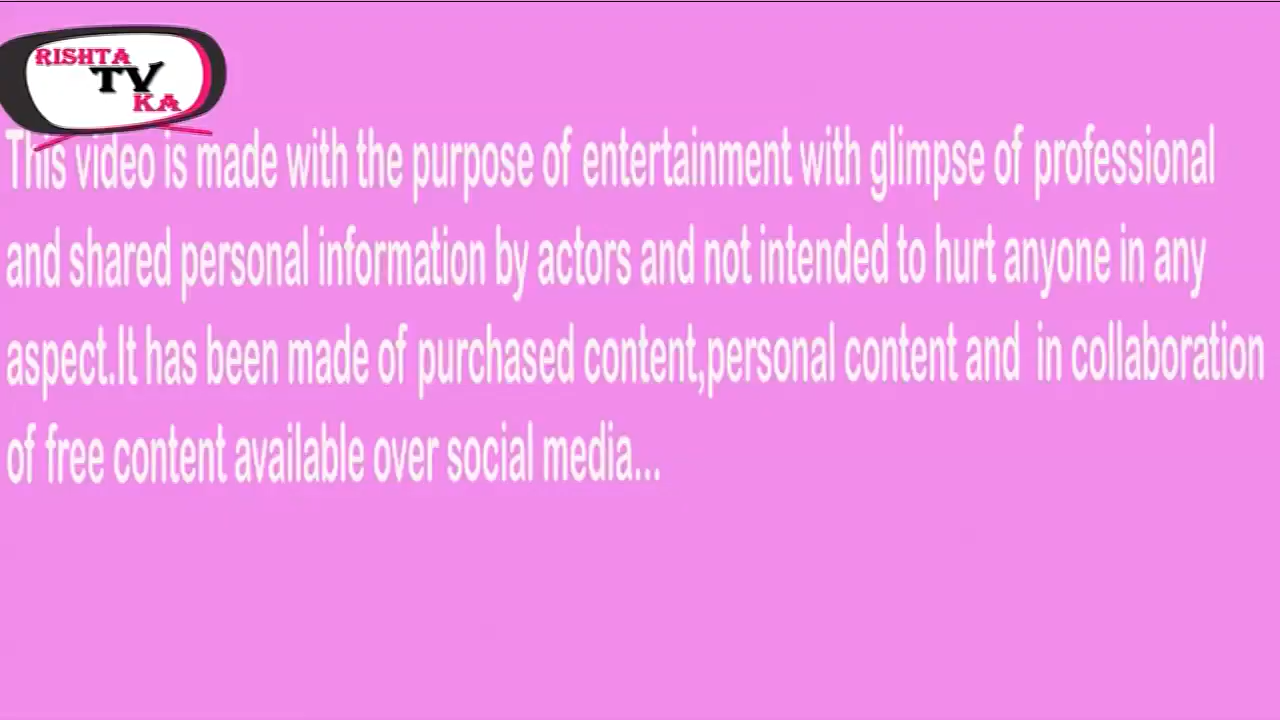 RISHTA
TV
KA
This video is made with the purpose of entertainment with glimpse of professional
and shared personal information by actors and not intended to hurt anyone in any
aspect.It has been made of purchased content,personal content and in collaboration
of free content available over social media...